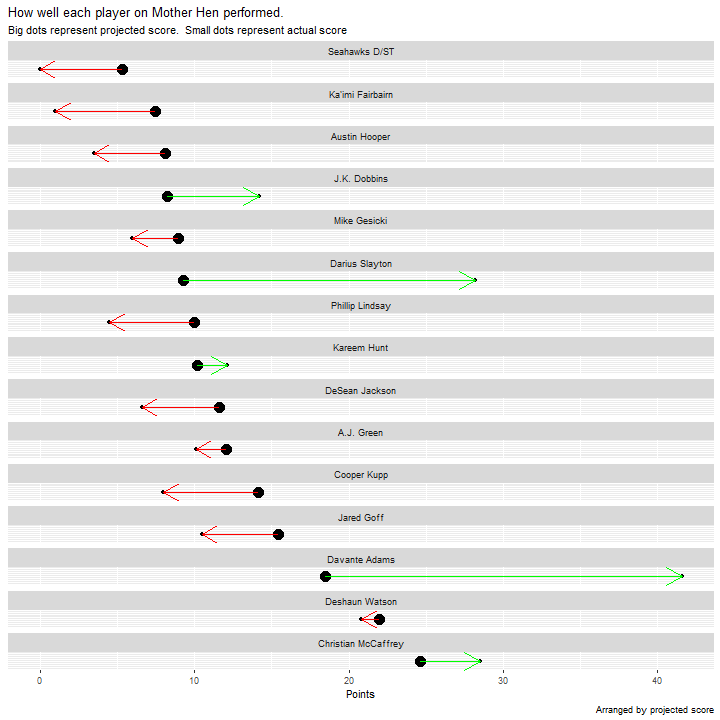 How well each player on Mother Hen performed.
Big dots represent projected score.  Small dots represent actual score
Seahawks D/ST
Ka'imi Fairbairn
Austin Hooper
J.K. Dobbins
Mike Gesicki
Darius Slayton
Phillip Lindsay
Kareem Hunt
DeSean Jackson
A.J. Green
Cooper Kupp
Jared Goff
Davante Adams
Deshaun Watson
Christian McCaffrey
0 10 20 30 40
Points
Arranged by projected score